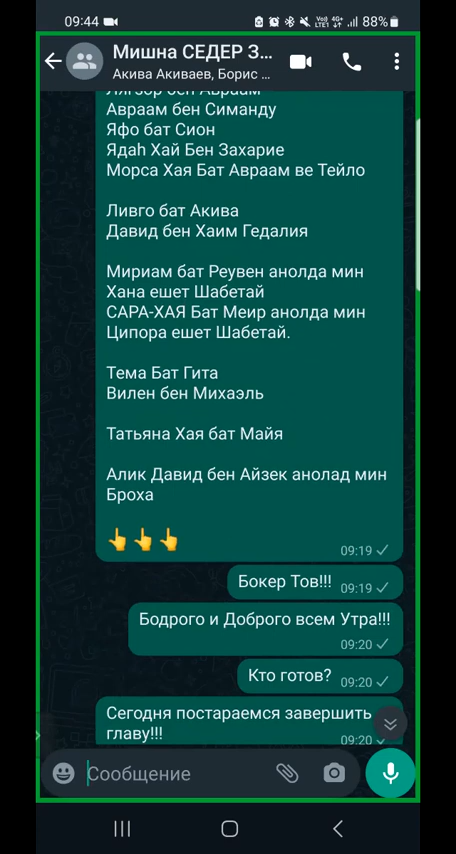 09:44
Vo) 4G+
LTE1
88%
Мишна СЕДЕР З...
Акива Акиваев, Борис ...
Авраам бен Симанду
Яфо бат Сион
Ядаh Хай Бен Захарие
Морса Хая Бат Авраам ве Тейло
Ливго бат Акива
Давид бен Хаим Гедалия
Мириам бат Реувен анолда мин
Хана ешет Шабетай
САРА-ХАЯ Бат Меир анолда мин
Ципора ешет Шабетай.
Тема Бат Гита
Вилен бен Михаэль
Татьяна Хая бат Майя
Алик Давид бен Айзек анолад мин
Броха
👆👆👆
09:19
Бокер Тов!!!
09:19
Бодрого и Доброго всем Утра!!!
09:20
Кто готов?
09:20
Сегодня постараемся завершить
главу!!!
09:20
Сообщение